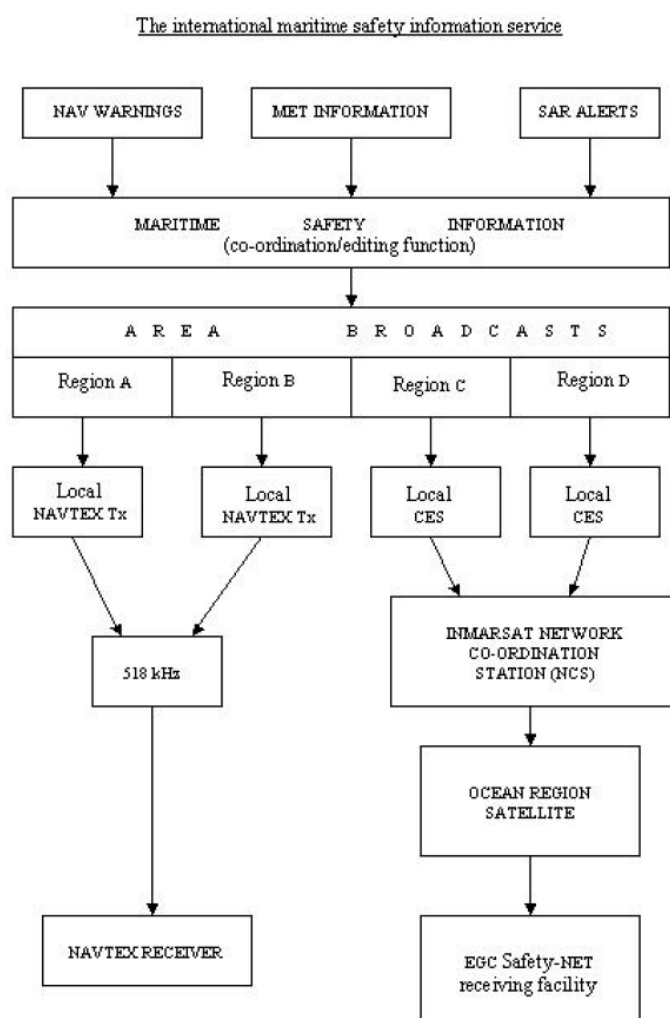 The international maritime safety information service
NAV WARNINGS
MET INFORMATION
SAR ALERTS
MARITIME SAFETY INFORMATION
(co-ordination/editing function)
A R E A B R O A D C A S T S
Region A
Region B
Region C
Region D
Local
NAVTEX Tx
Local
NAVTEX Tx
Local
CES
Local
CES
518 kHz
INMARSAT NETWORK
CO-ORDINATION
STATION (NCS)
OCEAN REGION
SATELLITE
NAVTEX RECEIVER
EGC Safety-NET
receiving facility